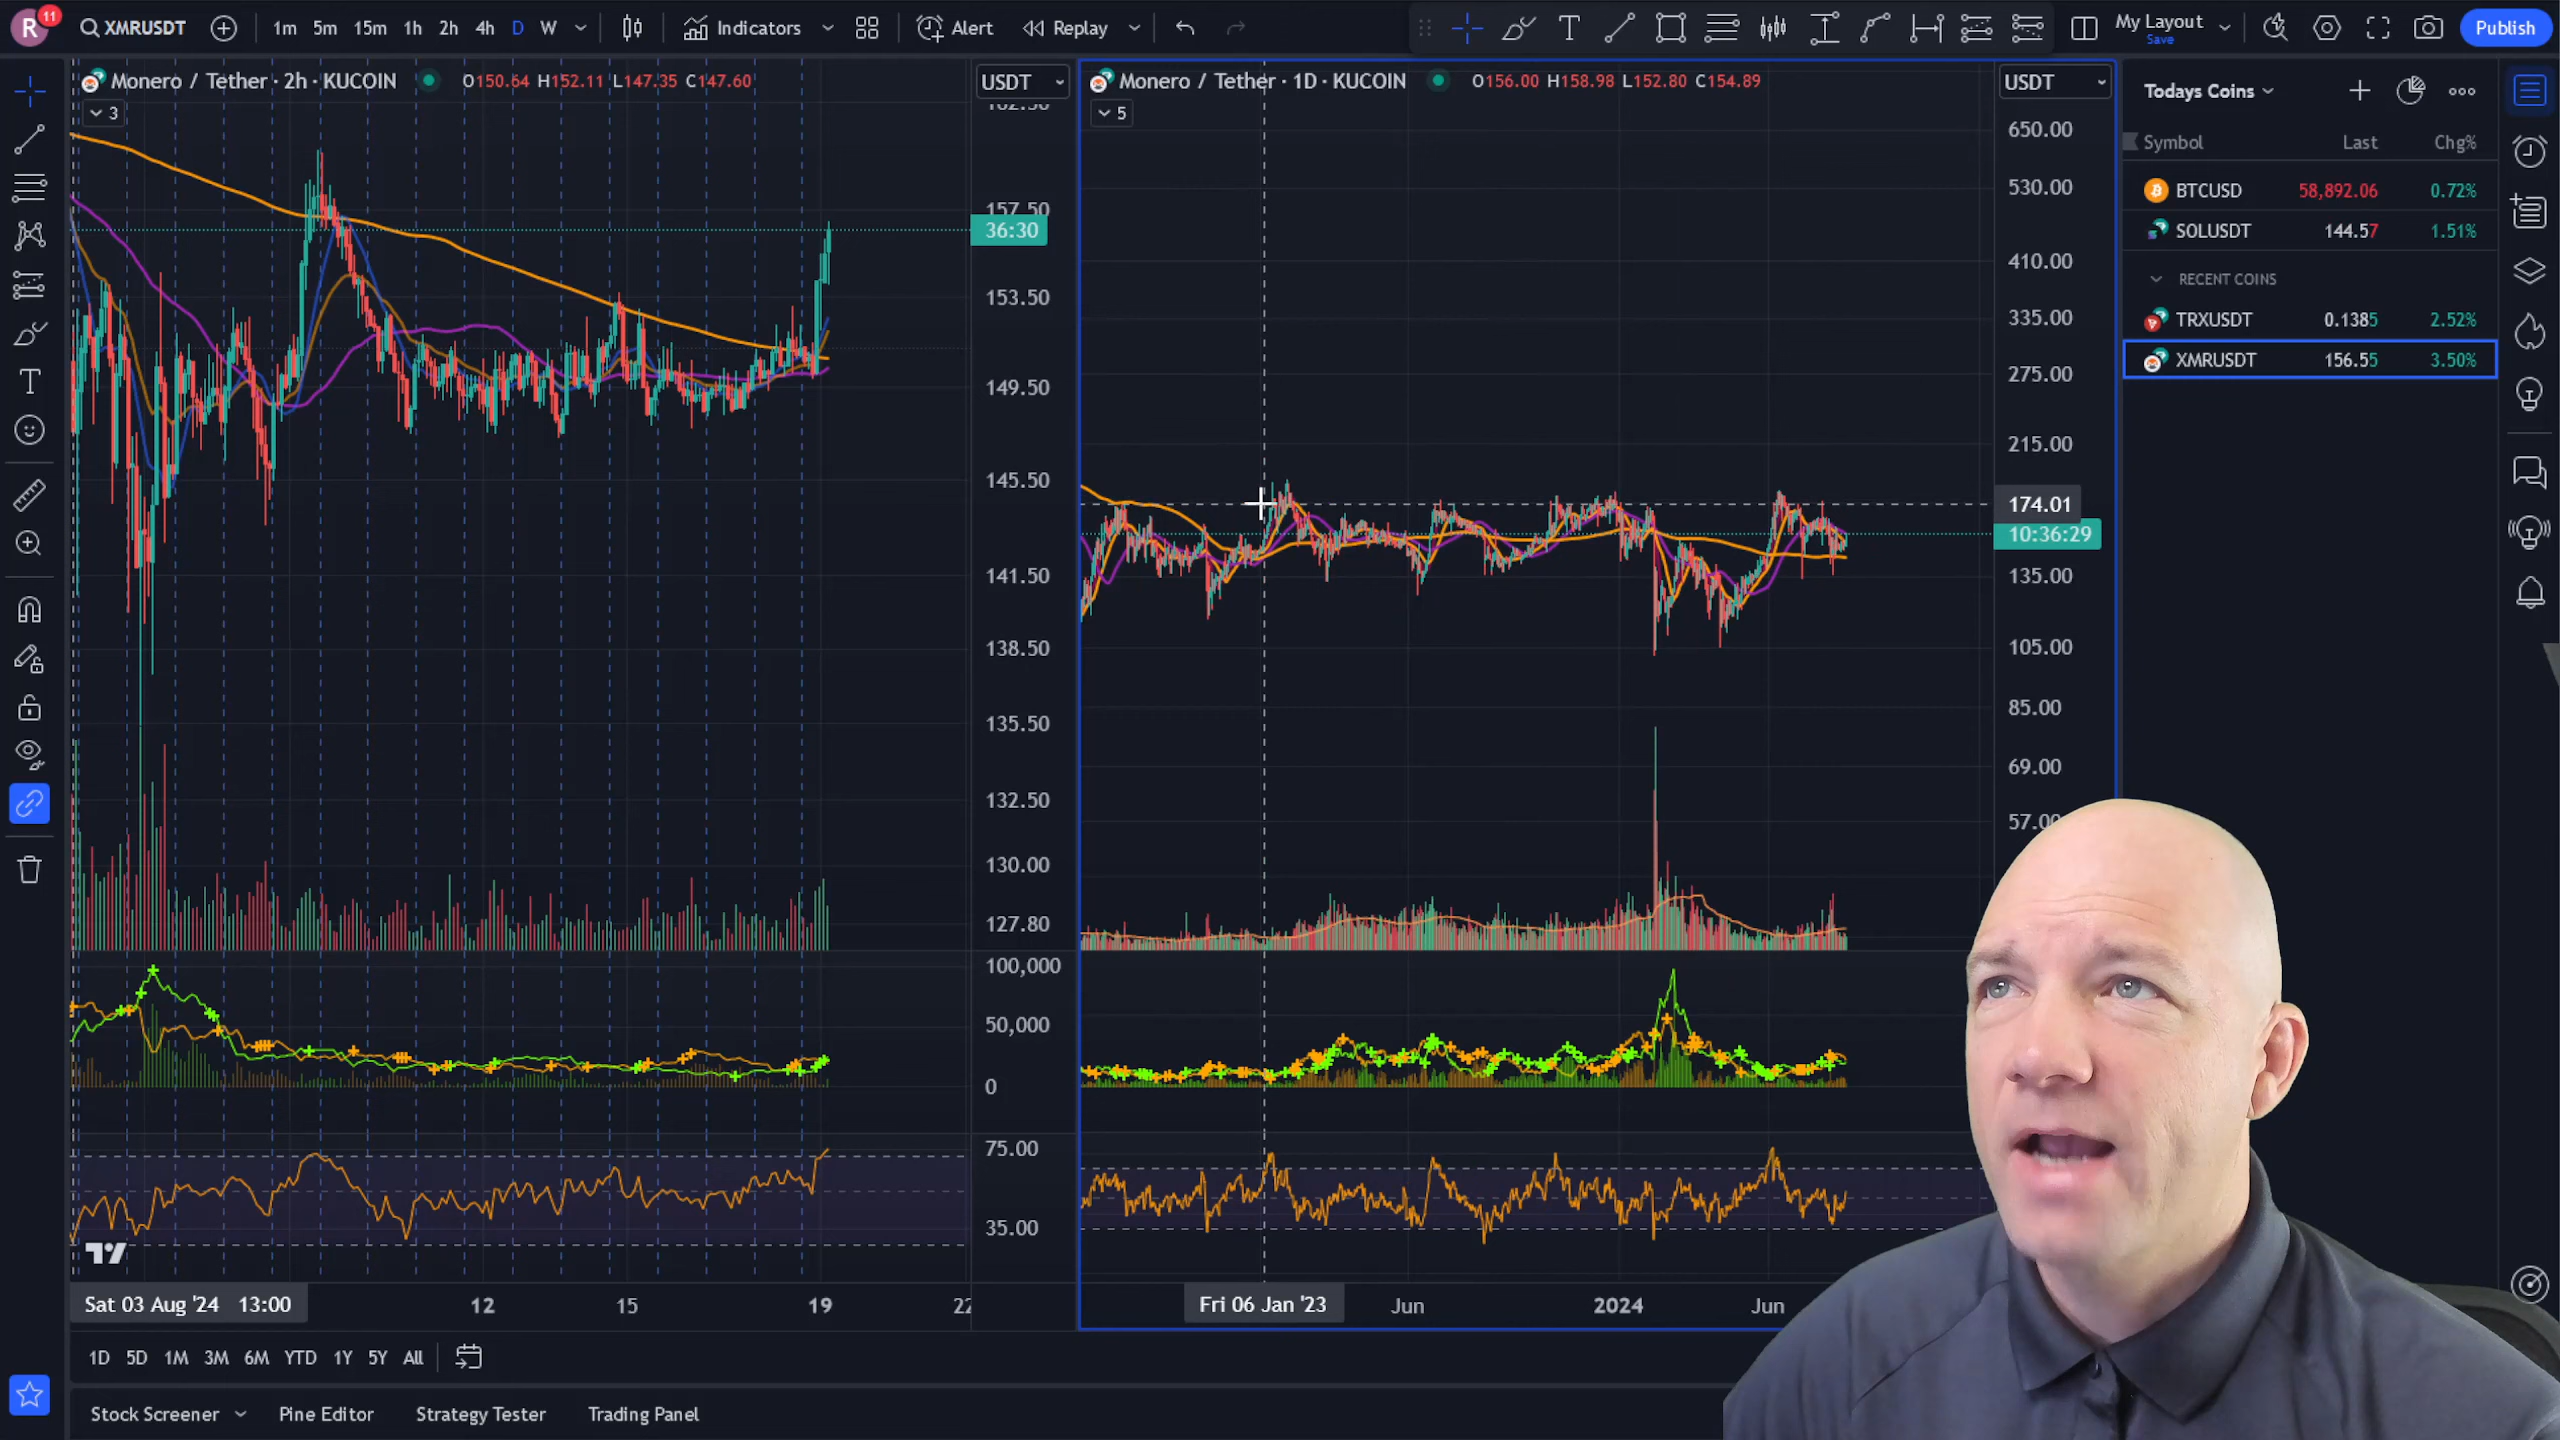 R 11 XMRUSDT 1m 5m 15m 1h 2h 4h D W Indicators Alert Replay T My Layout Save Publish
Monero / Tether · 2h · KUCOIN O150.64 H152.11 L147.35 C147.60 USDT
3
157.50
36:30
153.50
149.50
145.50
141.50
138.50
135.50
132.50
130.00
127.80
100,000
50,000
0
75.00
35.00
Sat 03 Aug '24 13:00 12 15 19 22
Monero / Tether · 1D · KUCOIN O156.00 H158.98 L152.80 C154.89 USDT
5
650.00
530.00
410.00
335.00
275.00
215.00
174.01
10:36:29
135.00
105.00
85.00
69.00
57.00
Fri 06 Jan '23 Jun 2024 Jun
Todays Coins
Symbol Last Chg%
BTCUSD 58,892.06 0.72%
SOLUSDT 144.57 1.51%
RECENT COINS
TRXUSDT 0.1385 2.52%
XMRUSDT 156.55 3.50%
1D 5D 1M 3M 6M YTD 1Y 5Y All
Stock Screener Pine Editor Strategy Tester Trading Panel